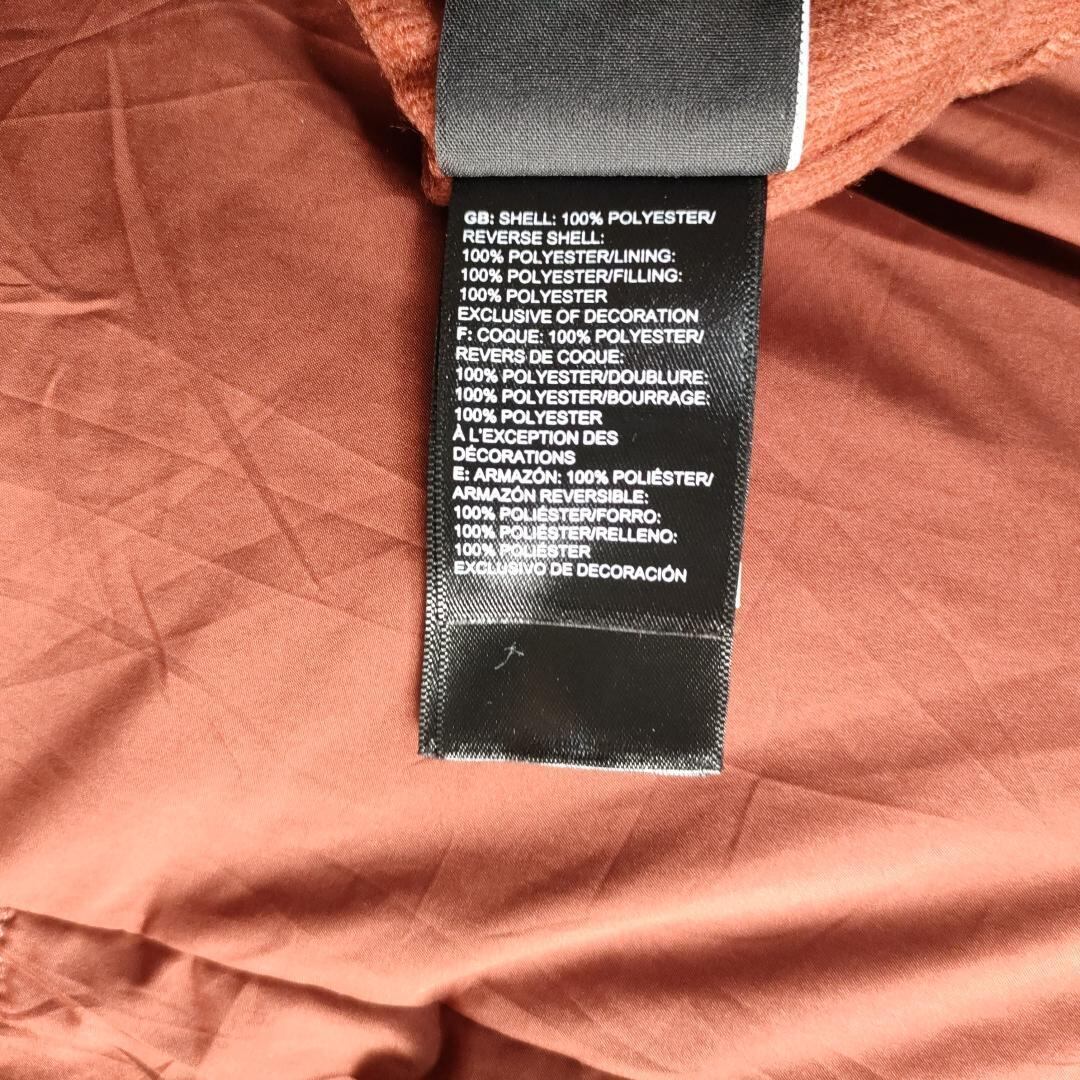 GB: SHELL: 100% POLYESTER/
REVERSE SHELL:
100% POLYESTER/LINING:
100% POLYESTER/FILLING:
100% POLYESTER
EXCLUSIVE OF DECORATION
F: COQUE: 100% POLYESTER/
REVERS DE COQUE:
100% POLYESTER/DOUBLURE:
100% POLYESTER/BOURRAGE:
100% POLYESTER
À L'EXCEPTION DES
DÉCORATIONS
E: ARMAZÓN: 100% POLIÉSTER/
ARMAZÓN REVERSIBLE:
100% POLIÉSTER/FORRO:
100% POLIÉSTER/RELLENO:
100% POLIÉSTER
EXCLUSIVO DE DECORACIÓN